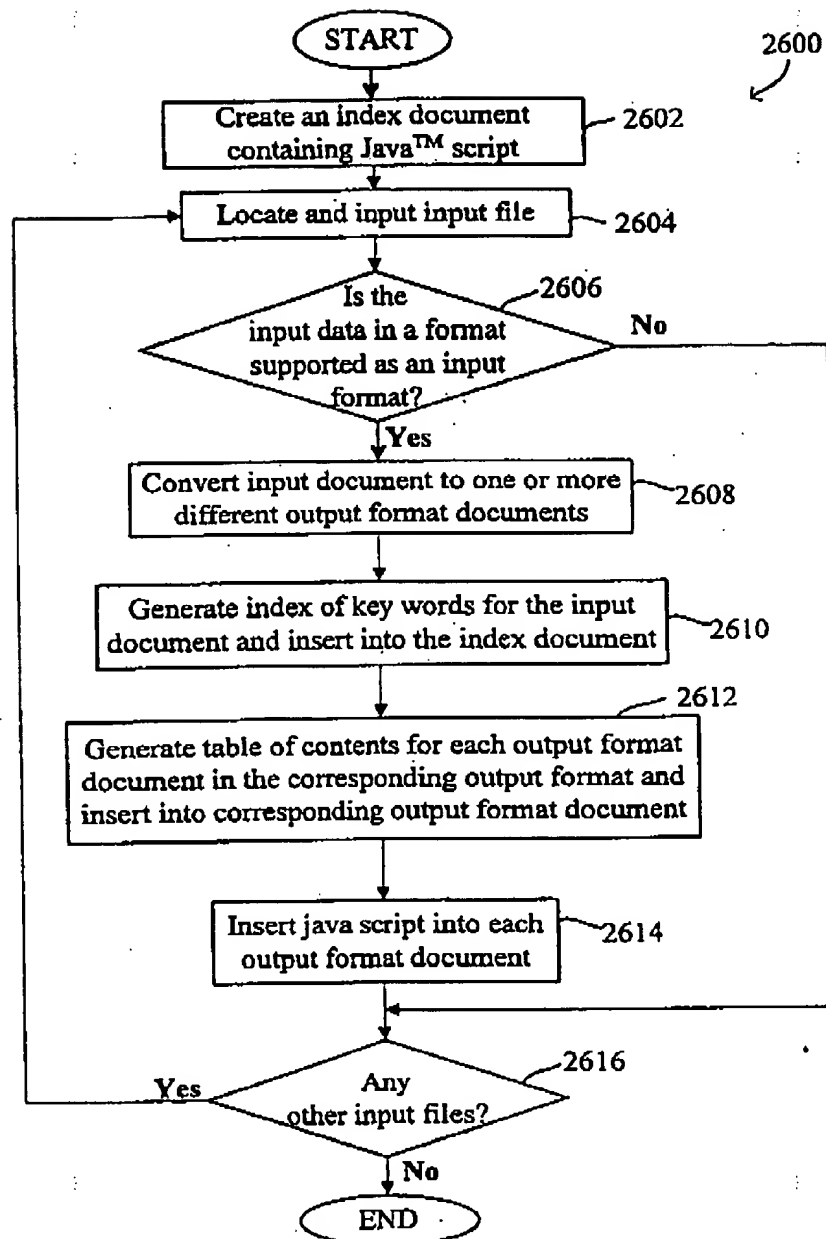 START
2600
Create an index document
containing Java™ script
2602
Locate and input input file
2604
2606
Is the
input data in a format
supported as an input
format?
No
Yes
Convert input document to one or more
different output format documents
2608
Generate index of key words for the input
document and insert into the index document
2610
2612
Generate table of contents for each output format
document in the corresponding output format and
insert into corresponding output format document
Insert java script into each
output format document
2614
2616
Yes
Any
other input files?
No
END